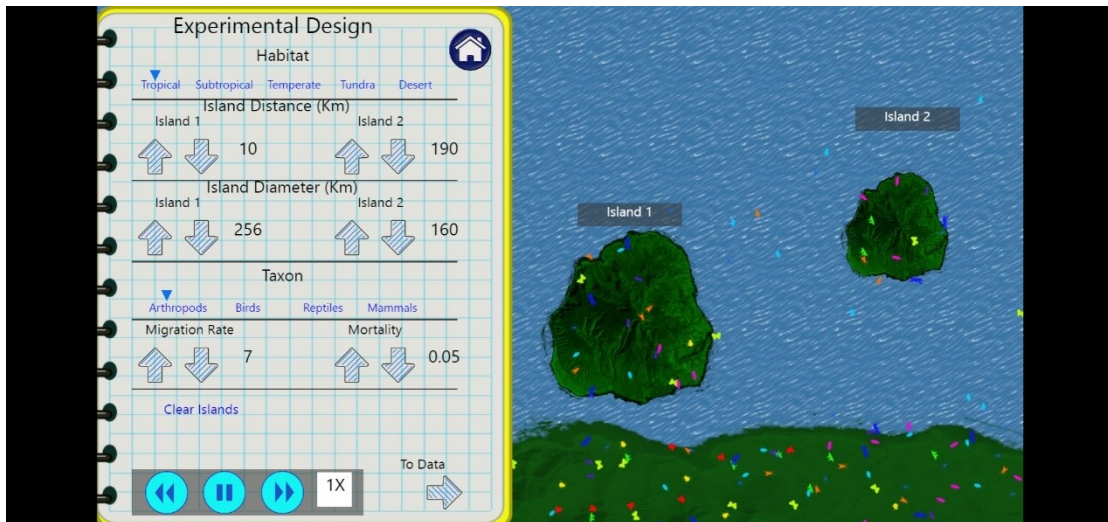 Experimental Design
Habitat
Tropical Subtropical Temperate Tundra Desert
Island Distance (Km)
Island 1 Island 2
10 190
Island Diameter (Km)
Island 1 Island 2
256 160
Taxon
Arthropods Birds Reptiles Mammals
Migration Rate Mortality
7 0.05
Clear Islands
To Data
1X
Island 1
Island 2